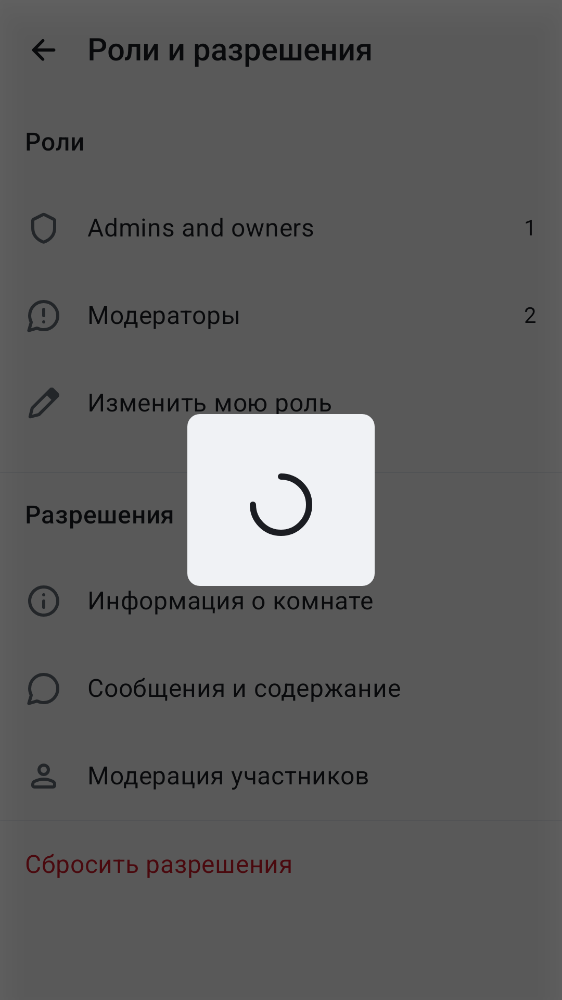 Роли и разрешения
Роли
Admins and owners 1
Модераторы 2
Изменить мою роль
Разрешения
Информация о комнате
Сообщения и содержание
Модерация участников
Сбросить разрешения